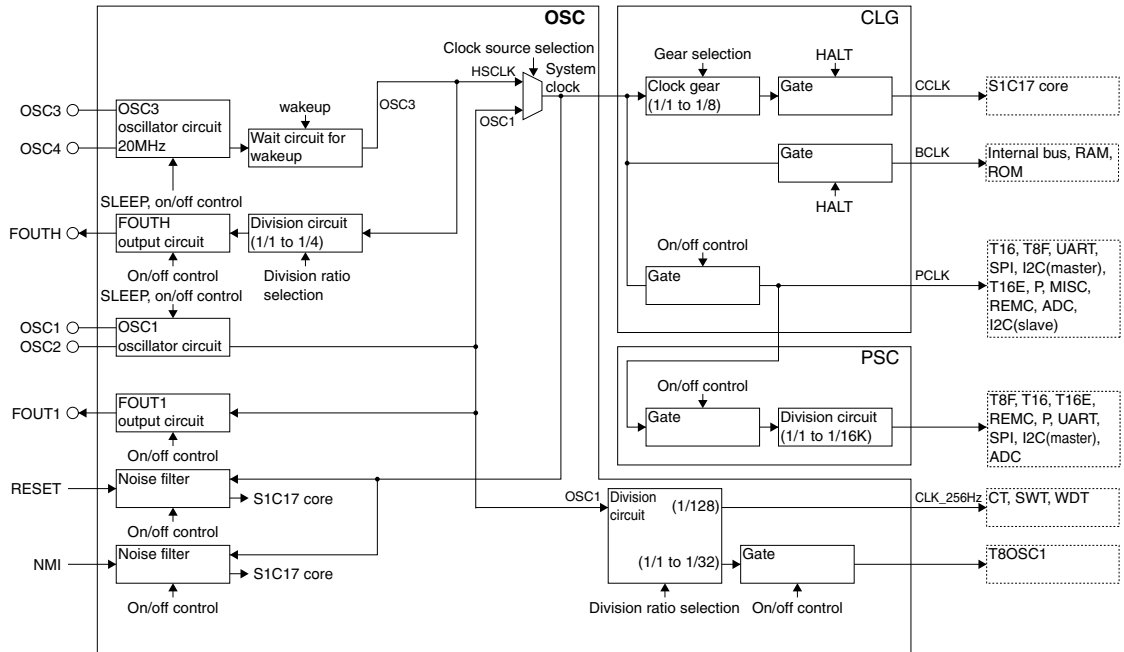 OSC
CLG
Clock source selection
HSCLK
System
clock
Gear selection
HALT
OSC3
OSC4
OSC3
oscillator circuit
20MHz
wakeup
Wait circuit for
wakeup
OSC3
OSC1
Clock gear
(1/1 to 1/8)
Gate
CCLK
S1C17 core
Gate
HALT
BCLK
Internal bus, RAM,
ROM
SLEEP, on/off control
FOUTH
FOUTH
output circuit
Division circuit
(1/1 to 1/4)
On/off control
Division ratio
selection
On/off control
Gate
PCLK
T16, T8F, UART,
SPI, I2C(master),
T16E, P, MISC,
REMC, ADC,
I2C(slave)
SLEEP, on/off control
OSC1
OSC2
OSC1
oscillator circuit
PSC
On/off control
Gate
Division circuit
(1/1 to 1/16K)
T8F, T16, T16E,
REMC, P, UART,
SPI, I2C(master),
ADC
FOUT1
FOUT1
output circuit
On/off control
RESET
Noise filter
S1C17 core
On/off control
OSC1
Division
circuit
(1/128)
(1/1 to 1/32)
CLK_256Hz
CT, SWT, WDT
NMI
Noise filter
S1C17 core
On/off control
Gate
T8OSC1
Division ratio selection
On/off control